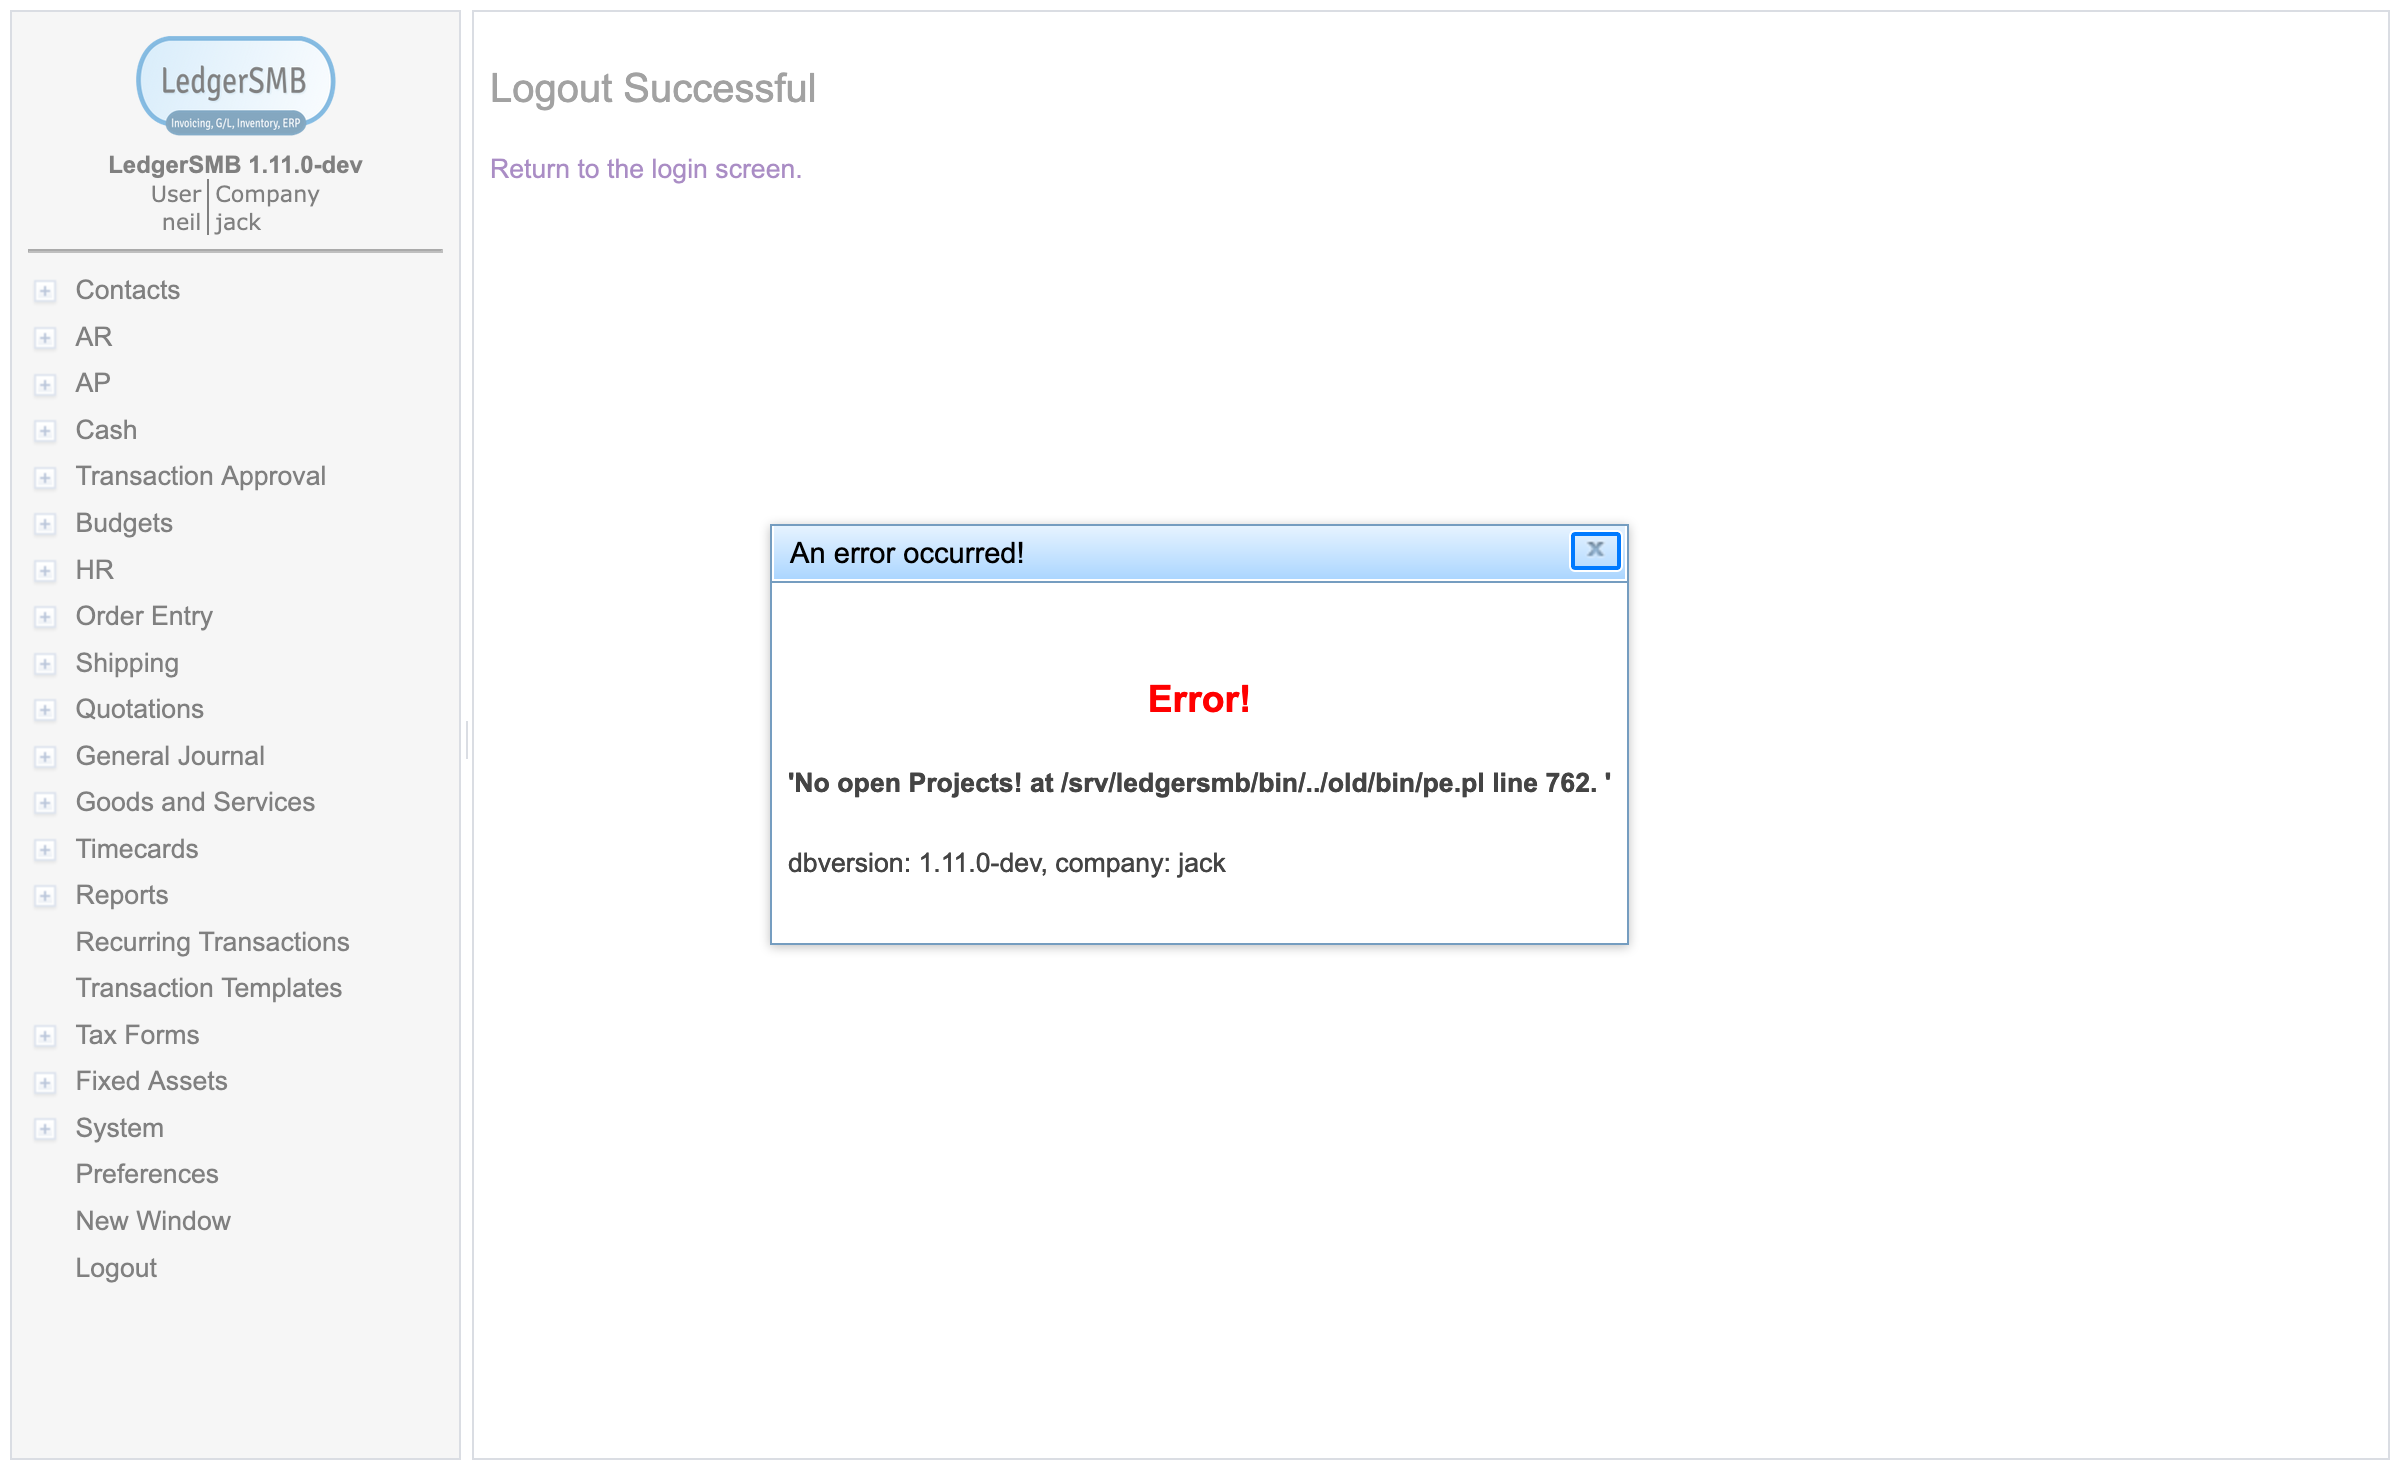 LedgerSMB
Invoicing, G/L, Inventory, ERP
LedgerSMB 1.11.0-dev
User Company
neil jack
Contacts
AR
AP
Cash
Transaction Approval
Budgets
HR
Order Entry
Shipping
Quotations
General Journal
Goods and Services
Timecards
Reports
Recurring Transactions
Transaction Templates
Tax Forms
Fixed Assets
System
Preferences
New Window
Logout
Logout Successful
Return to the login screen.
An error occurred!
x
Error!
'No open Projects! at /srv/ledgersmb/bin/../old/bin/pe.pl line 762. '
dbversion: 1.11.0-dev, company: jack